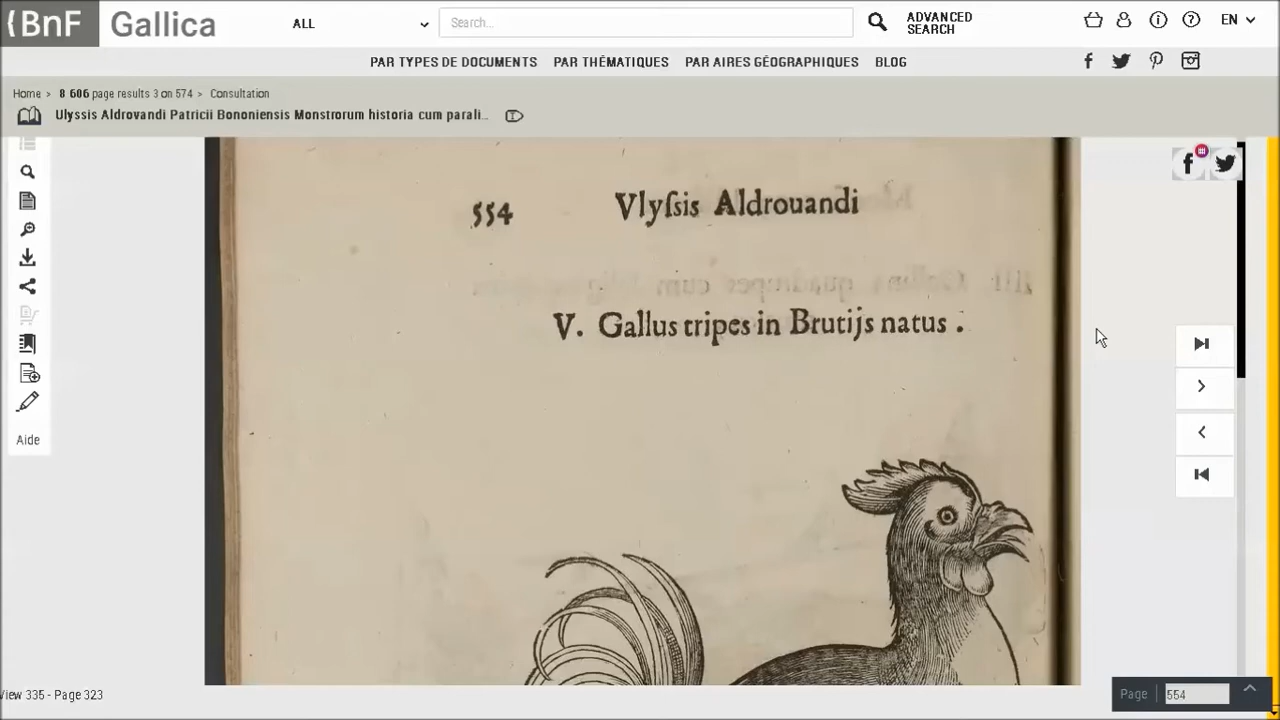 BnF Gallica
ALL
Search...
ADVANCED
SEARCH
EN
PAR TYPES DE DOCUMENTS PAR THÉMATIQUES PAR AIRES GÉOGRAPHIQUES BLOG
Home > 8 606 page results 3 on 574 > Consultation
Ulyssis Aldrovandi Patricii Bononiensis Monstrorum historia cum parali...
554 Vlyſsis Aldrouandi
V. Gallus tripes in Brutijs natus .
Aide
View 335 - Page 323
Page 554